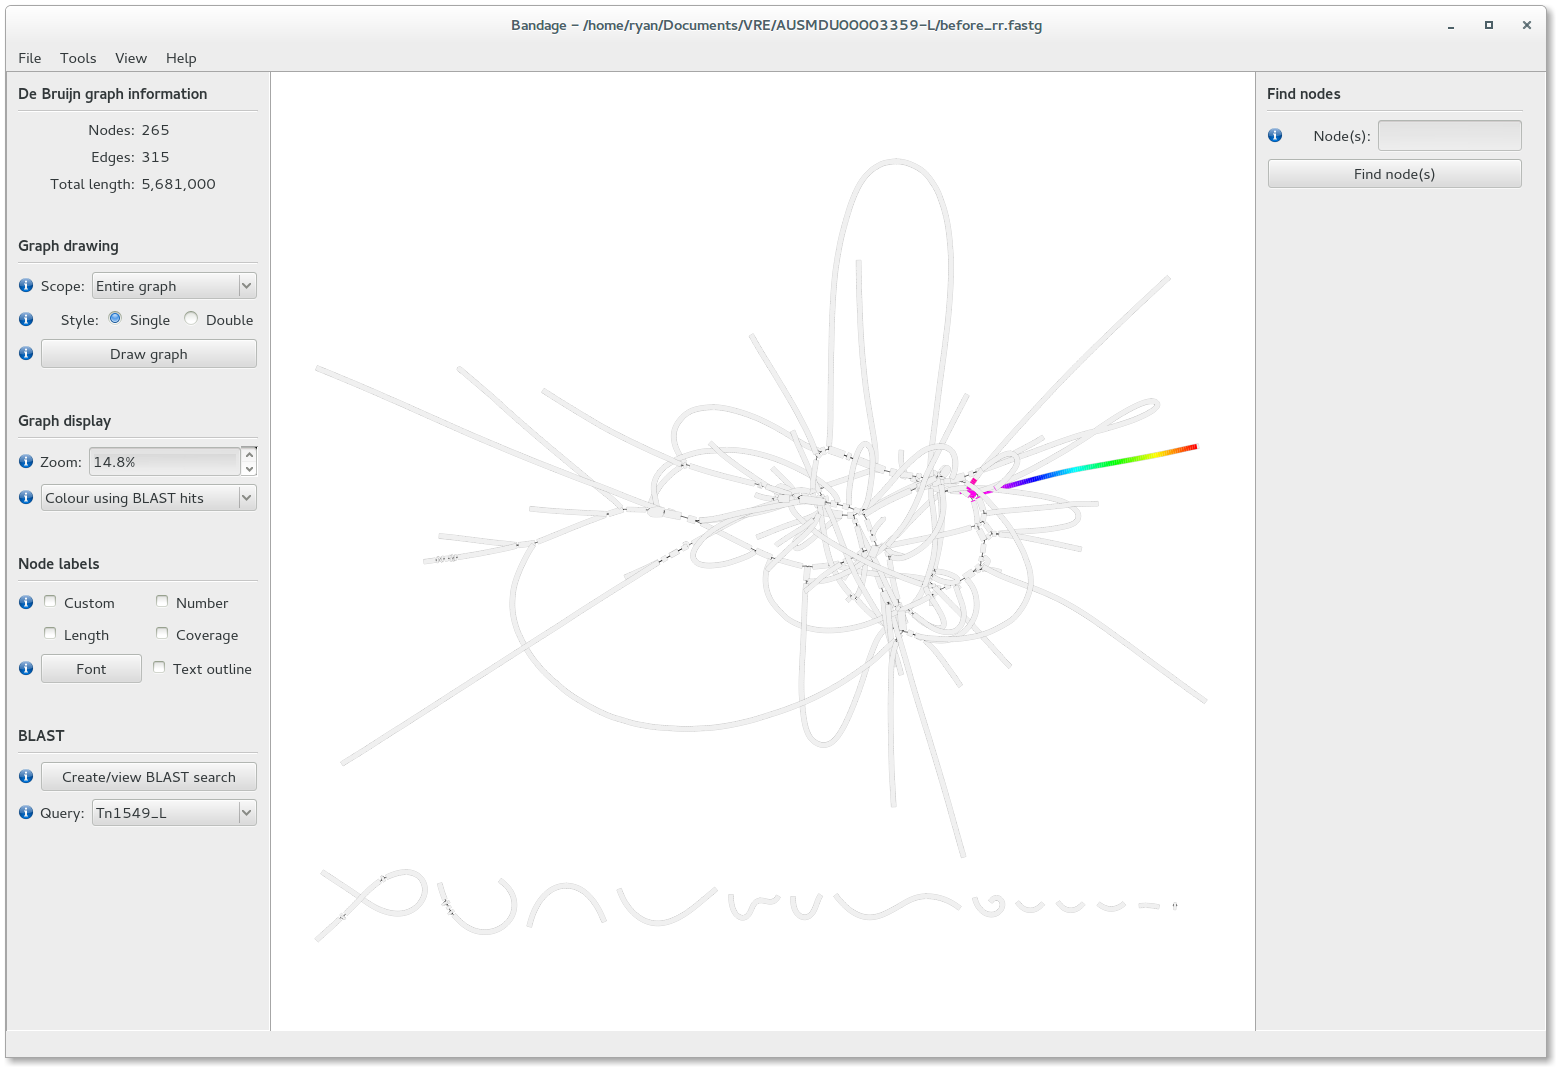 Bandage – /home/ryan/Documents/VRE/AUSMDU00003359-L/before_rr.fastg
File Tools View Help
De Bruijn graph information
Nodes: 265
Edges: 315
Total length: 5,681,000
Graph drawing
Scope: Entire graph
Style: Single Double
Draw graph
Graph display
Zoom: 14.8%
Colour using BLAST hits
Node labels
Custom Number
Length Coverage
Font Text outline
BLAST
Create/view BLAST search
Query: Tn1549_L
Find nodes
Node(s):
Find node(s)